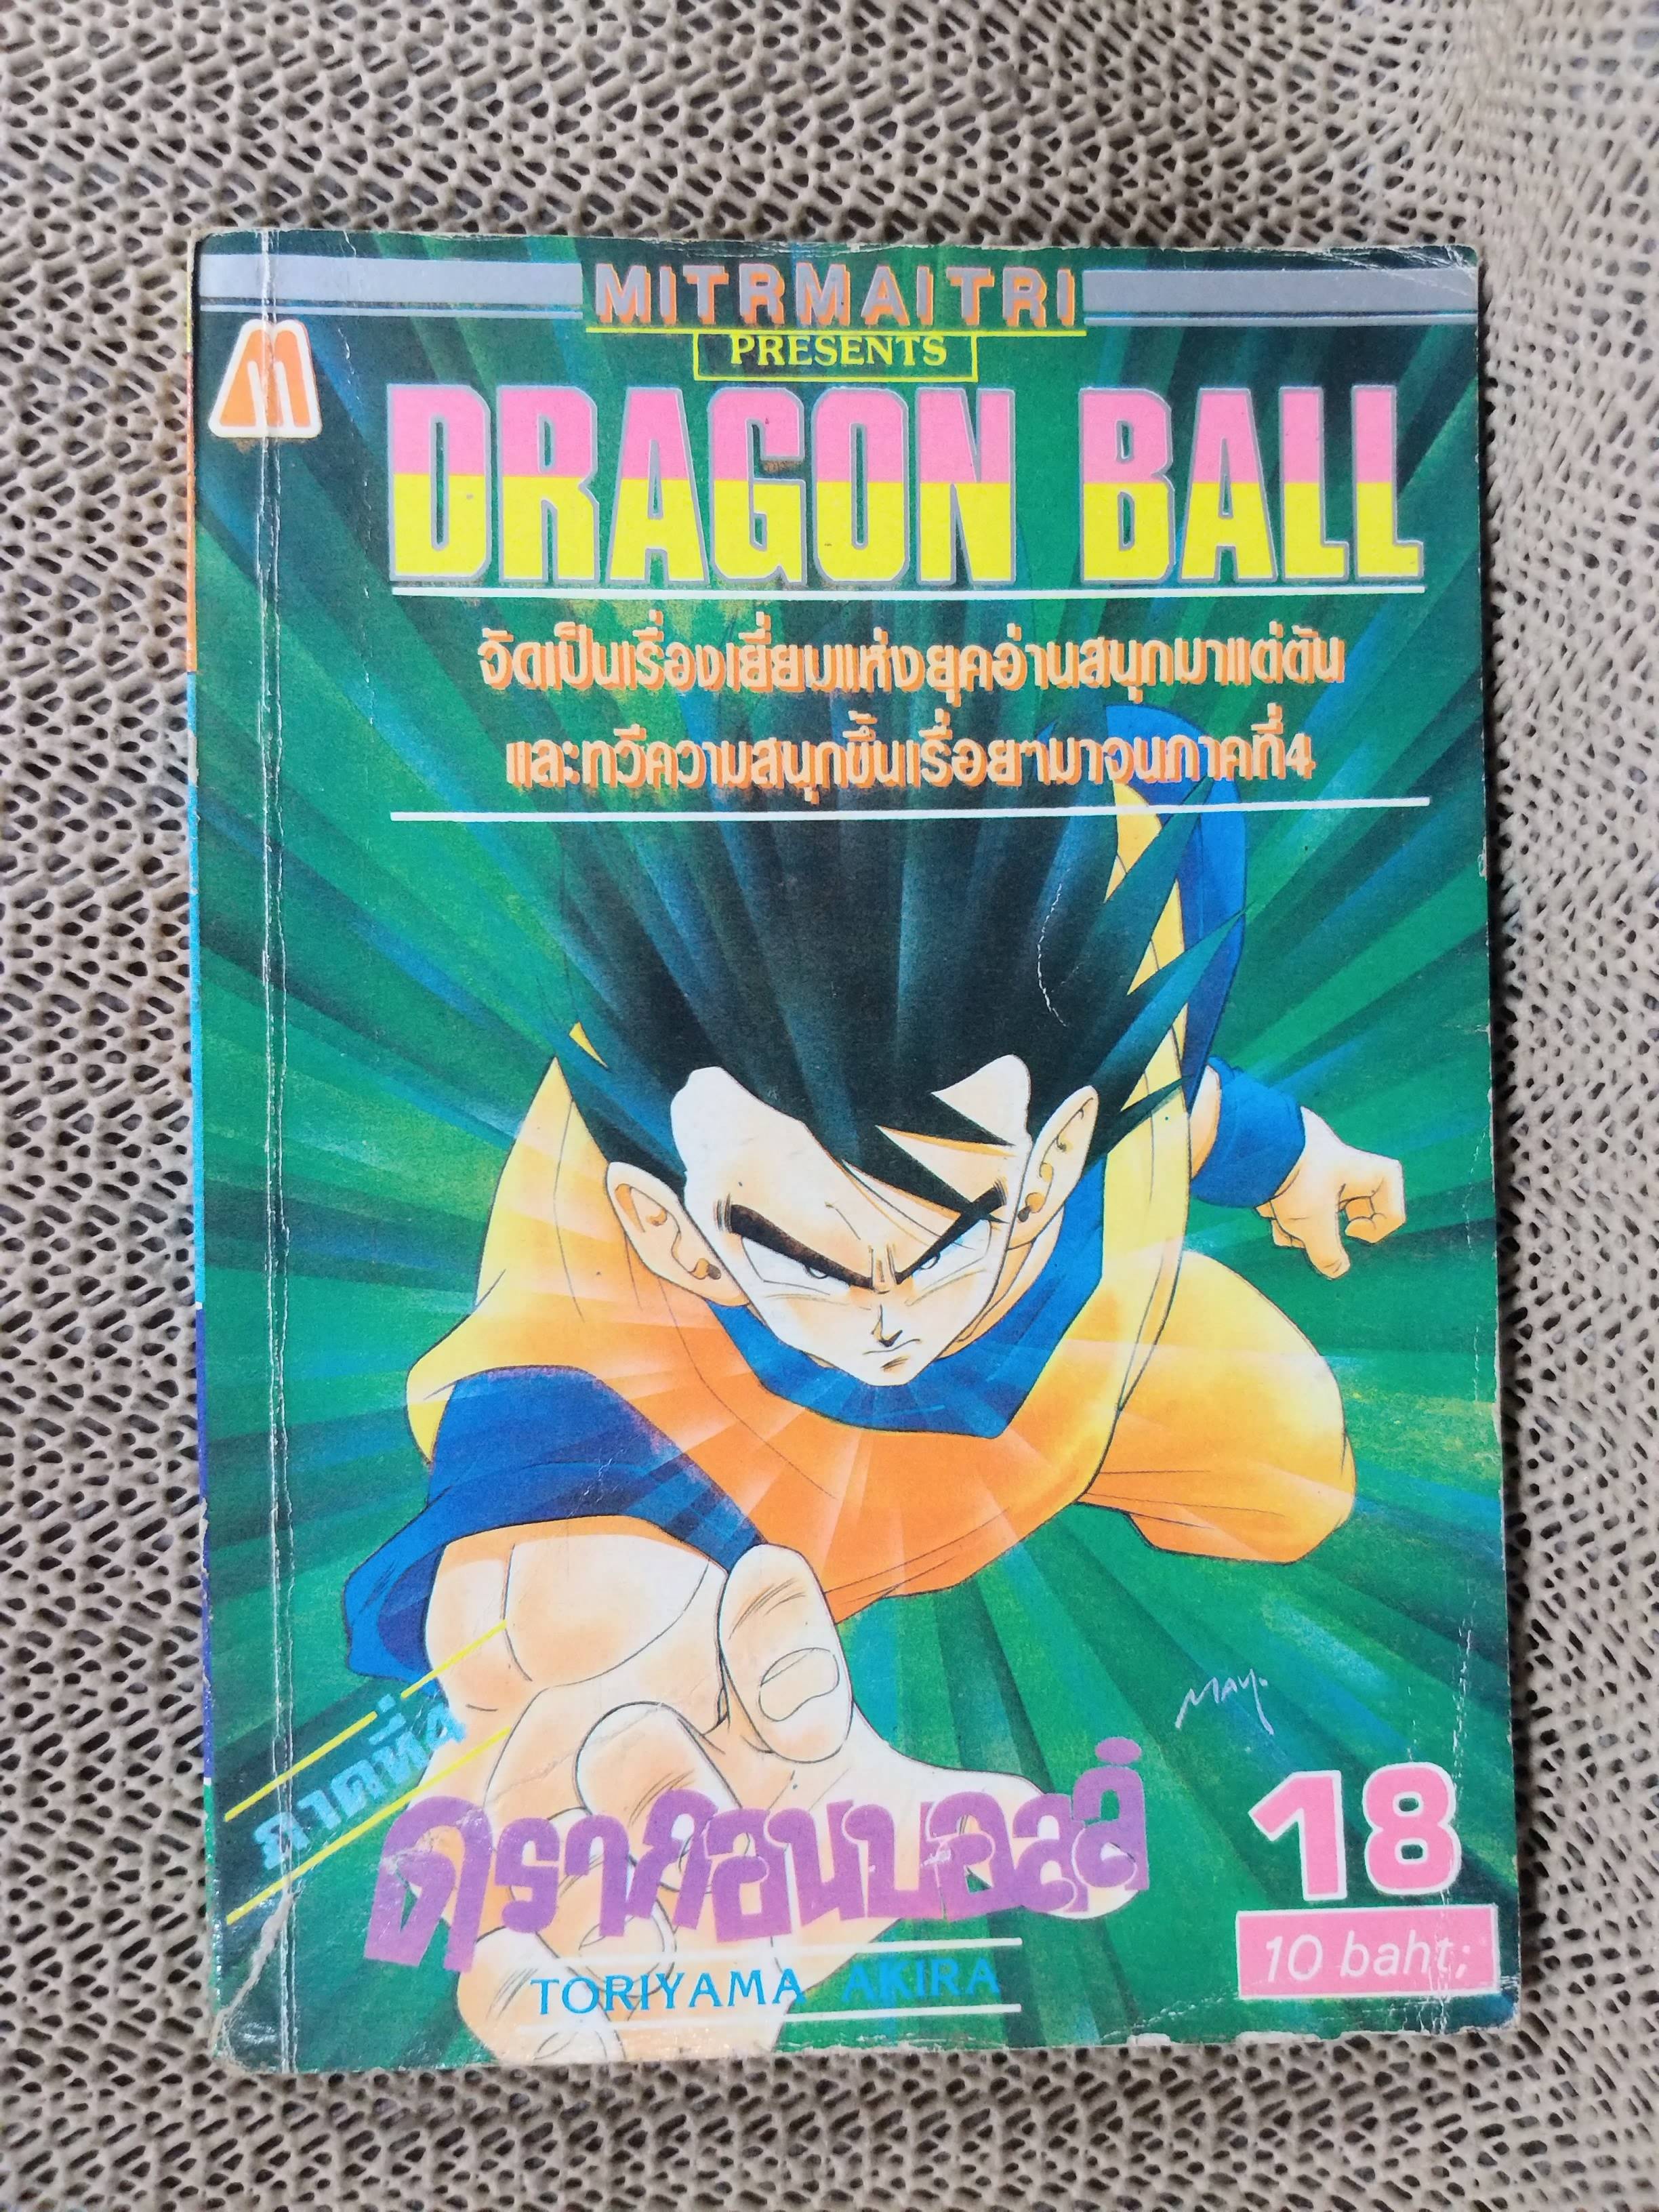 MITRMAITRI
PRESENTS
DRAGON BALL
จัดเป็นเรื่องเยี่ยมแห่งยุคอ่านสนุกมาแต่ต้น
และทวีความสนุกขึ้นเรื่อยๆมาจนภาคที่4
MAY.
ภาคที่4
ดราก้อนบอลล์
18
10 baht;
TORIYAMA AKIRA